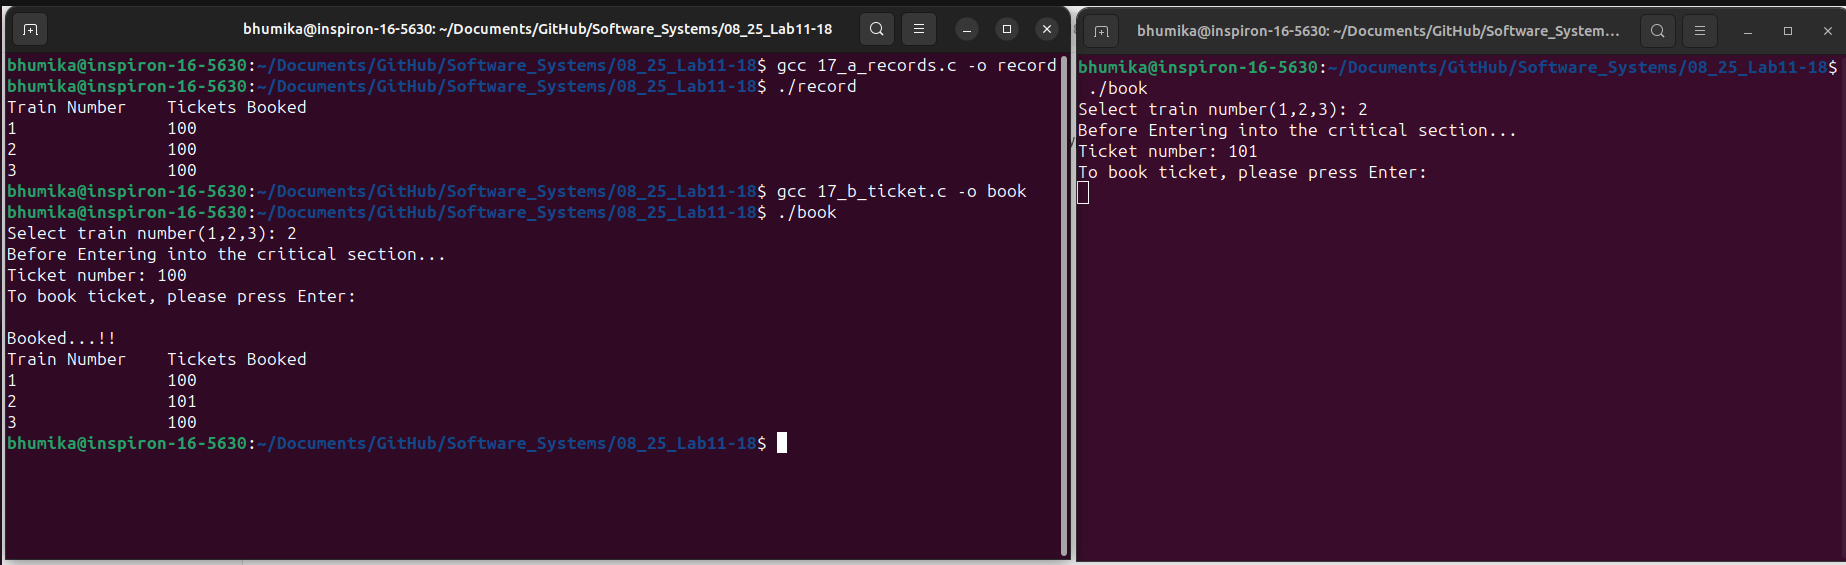 bhumika@inspiron-16-5630: ~/Documents/GitHub/Software_Systems/08_25_Lab11-18
bhumika@inspiron-16-5630:~/Documents/GitHub/Software_Systems/08_25_Lab11-18$ gcc 17_a_records.c -o record
bhumika@inspiron-16-5630:~/Documents/GitHub/Software_Systems/08_25_Lab11-18$ ./record
Train Number    Tickets Booked
1               100
2               100
3               100
bhumika@inspiron-16-5630:~/Documents/GitHub/Software_Systems/08_25_Lab11-18$ gcc 17_b_ticket.c -o book
bhumika@inspiron-16-5630:~/Documents/GitHub/Software_Systems/08_25_Lab11-18$ ./book
Select train number(1,2,3): 2
Before Entering into the critical section...
Ticket number: 100
To book ticket, please press Enter:
Booked...!!
Train Number    Tickets Booked
1               100
2               101
3               100
bhumika@inspiron-16-5630:~/Documents/GitHub/Software_Systems/08_25_Lab11-18$
bhumika@inspiron-16-5630: ~/Documents/GitHub/Software_System...
bhumika@inspiron-16-5630:~/Documents/GitHub/Software_Systems/08_25_Lab11-18$
./book
Select train number(1,2,3): 2
Before Entering into the critical section...
Ticket number: 101
To book ticket, please press Enter: